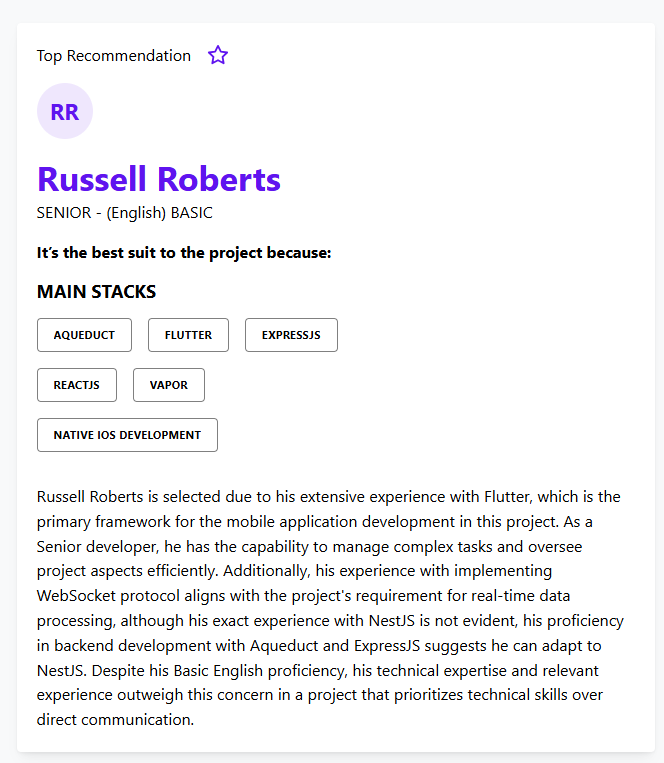 Top Recommendation
RR
Russell Roberts
SENIOR - (English) BASIC
It's the best suit to the project because:
MAIN STACKS
AQUEDUCT FLUTTER EXPRESSJS
REACTJS VAPOR
NATIVE IOS DEVELOPMENT
Russell Roberts is selected due to his extensive experience with Flutter, which is the
primary framework for the mobile application development in this project. As a
Senior developer, he has the capability to manage complex tasks and oversee
project aspects efficiently. Additionally, his experience with implementing
WebSocket protocol aligns with the project's requirement for real-time data
processing, although his exact experience with NestJS is not evident, his proficiency
in backend development with Aqueduct and ExpressJS suggests he can adapt to
NestJS. Despite his Basic English proficiency, his technical expertise and relevant
experience outweigh this concern in a project that prioritizes technical skills over
direct communication.